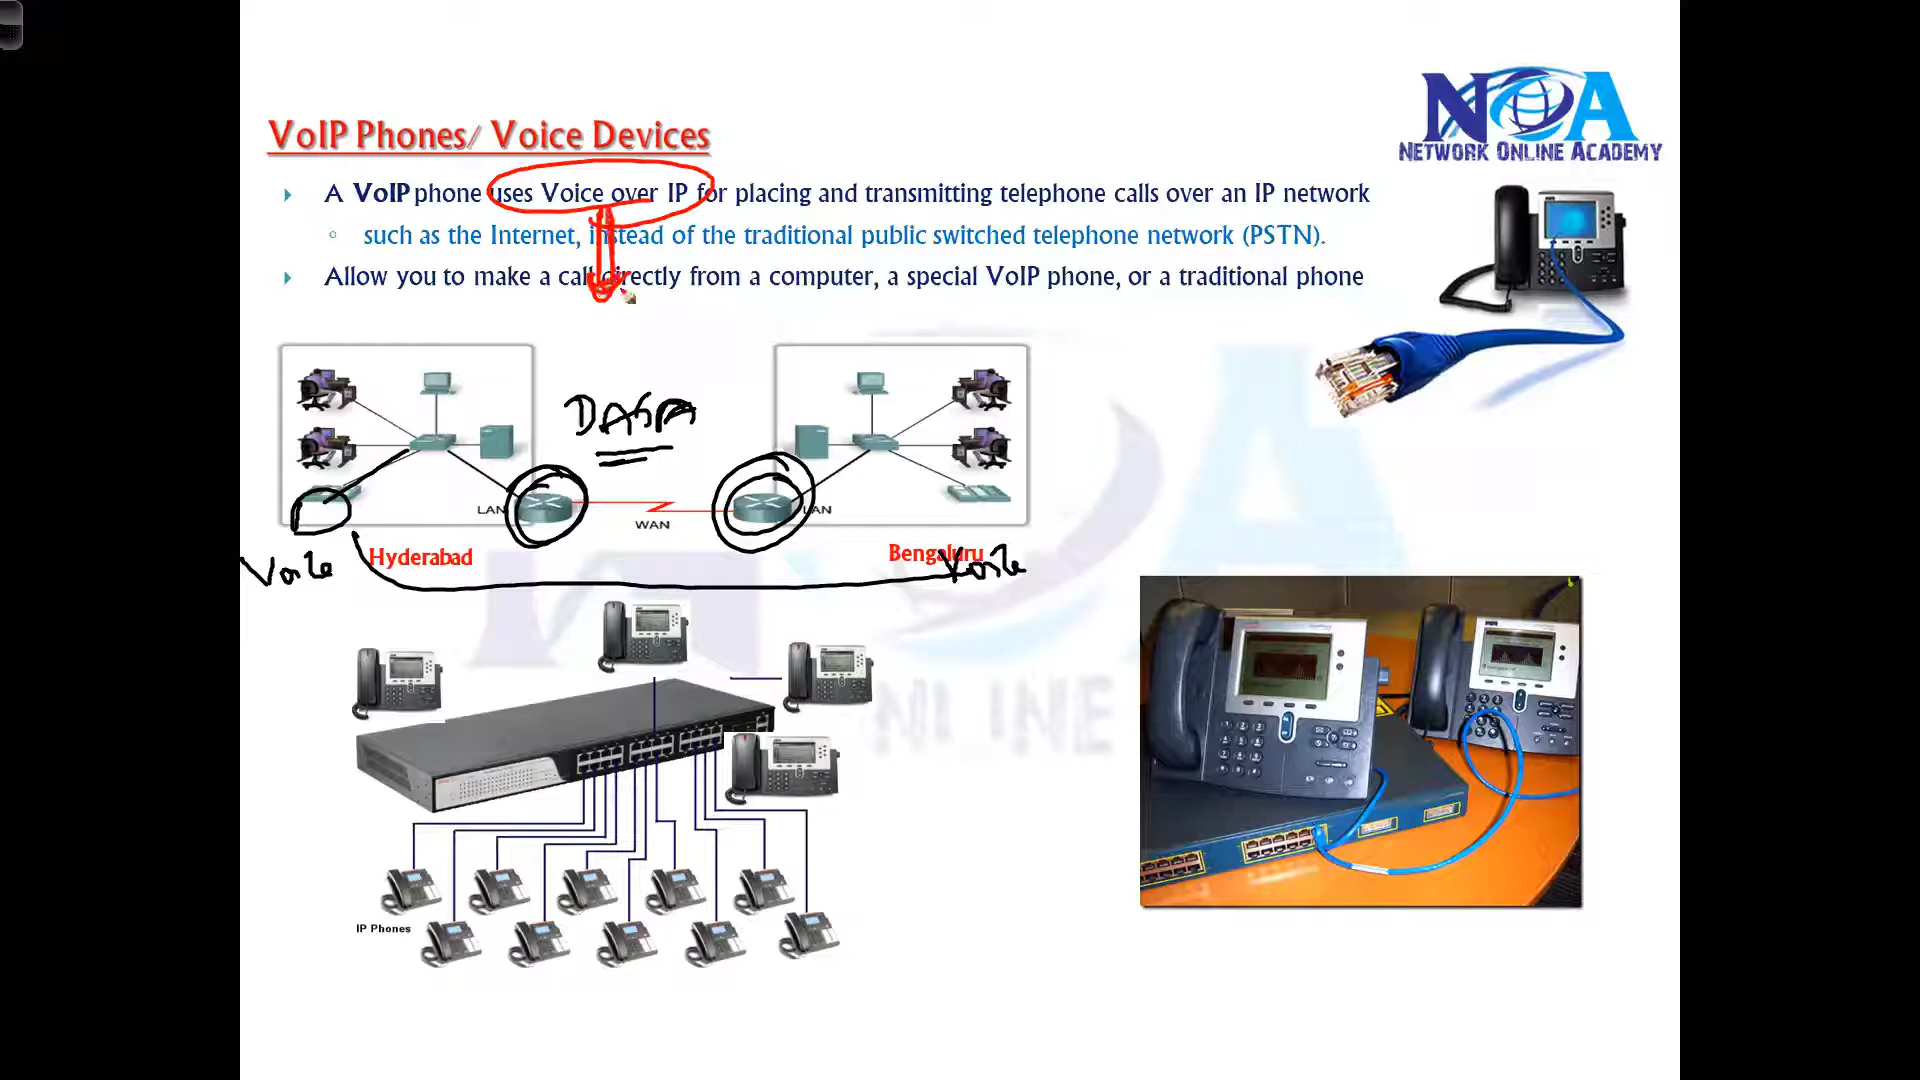 NOA
NETWORK ONLINE ACADEMY
VoIP Phones/ Voice Devices
A VoIP phone uses Voice over IP for placing and transmitting telephone calls over an IP network
such as the Internet, instead of the traditional public switched telephone network (PSTN).
Allow you to make a call directly from a computer, a special VoIP phone, or a traditional phone
DATA
LAN
WAN
LAN
Hyderabad
Bengaluru
Voice
Voice
ONLINE
IP Phones